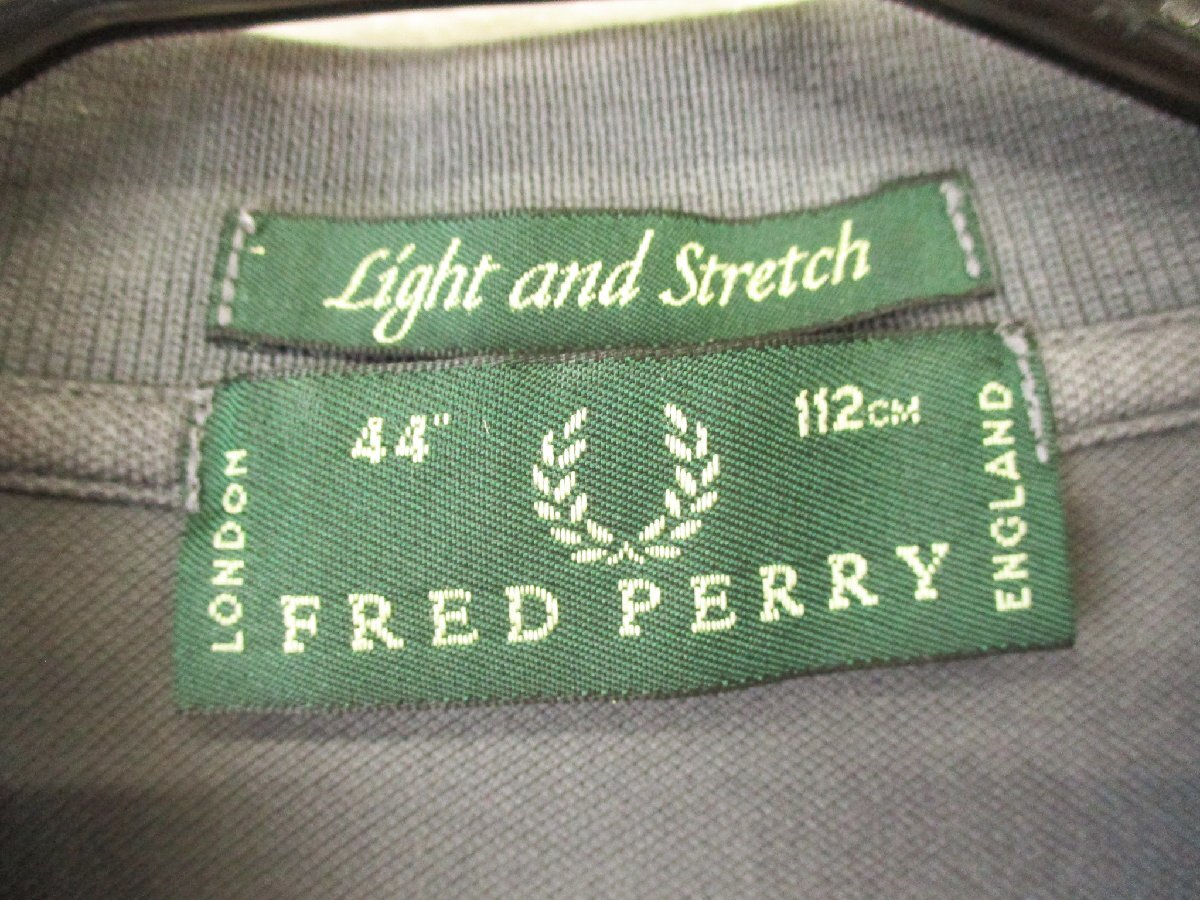 Light and Stretch
44" 112CM
LONDON
FRED PERRY
ENGLAND